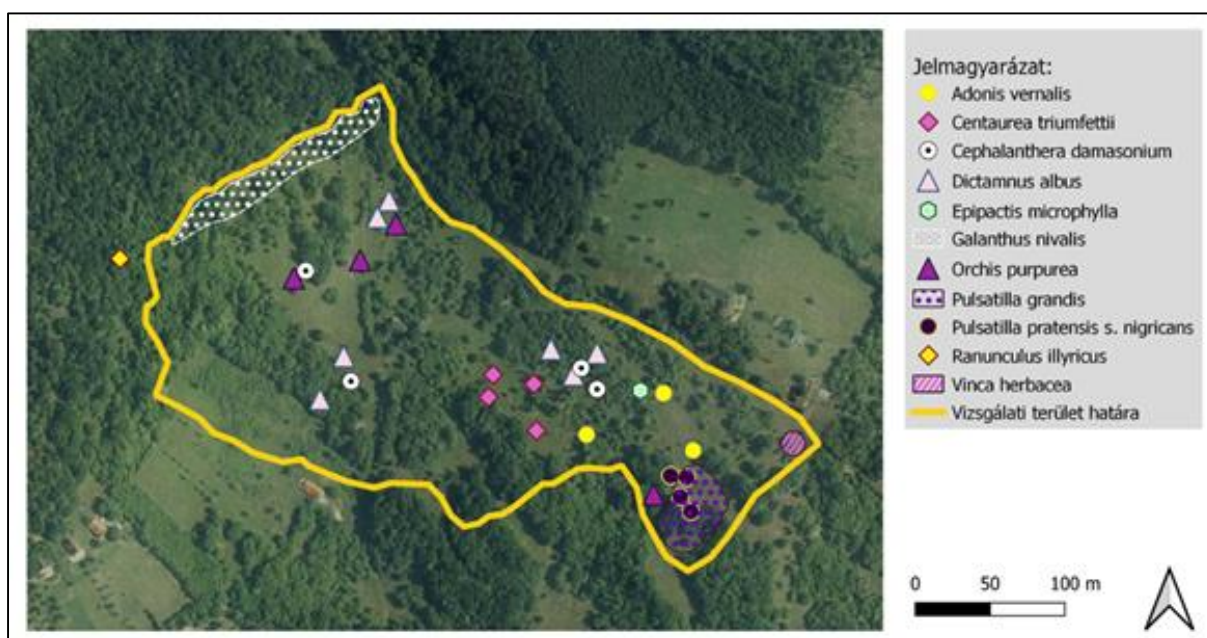 Jelmagyarázat:
Adonis vernalis
Centaurea triumfettii
Cephalanthera damasonium
Dictamnus albus
Epipactis microphylla
Galanthus nivalis
Orchis purpurea
Pulsatilla grandis
Pulsatilla pratensis s. nigricans
Ranunculus illyricus
Vinca herbacea
Vizsgálati terület határa
0 50 100 m